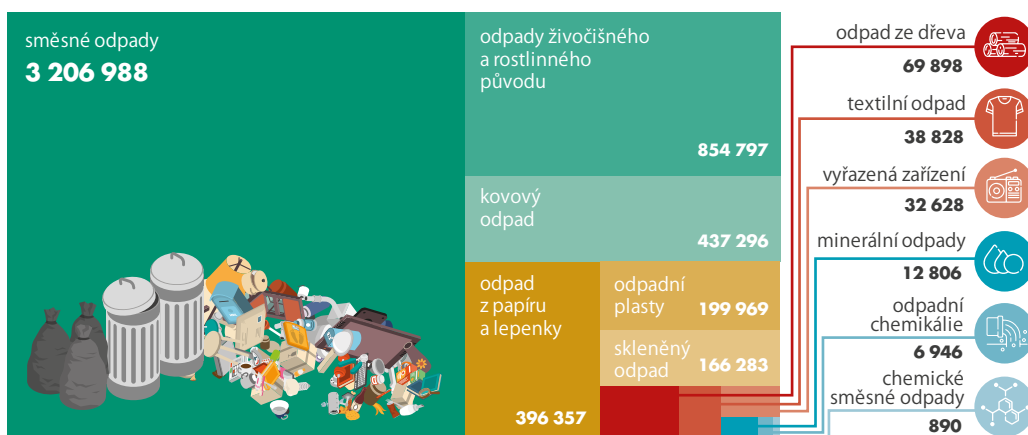 směsné odpady
3 206 988
odpady živočišného
a rostlinného
původu
854 797
kovový
odpad
437 296
odpad
z papíru
a lepenky
396 357
odpadní
plasty
199 969
skleněný
odpad
166 283
odpad ze dřeva
69 898
textilní odpad
38 828
vyřazená zařízení
32 628
minerální odpady
12 806
odpadní
chemikálie
6 946
chemické
směsné odpady
890